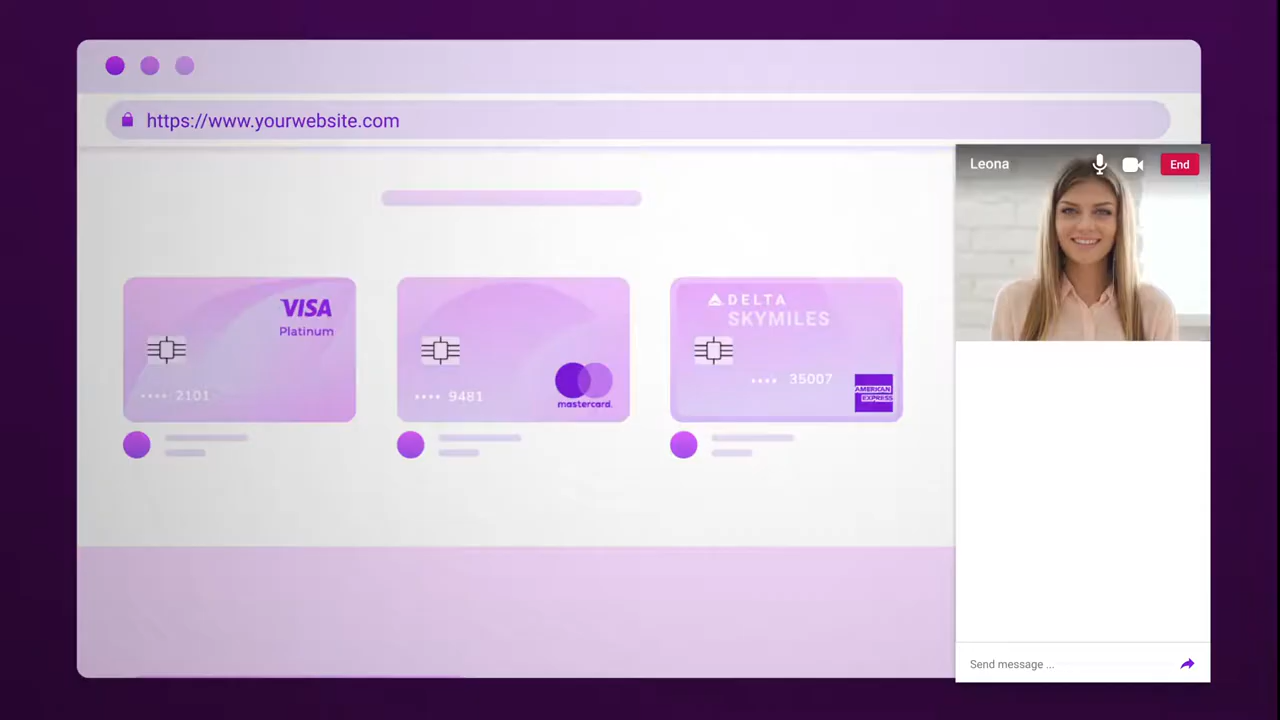 https://www.yourwebsite.com
Leona
End
VISA
Platinum
•••• 2101
•••• 9481
mastercard.
DELTA
SKYMILES
•••• 35007
AMERICAN
EXPRESS
Send message ...